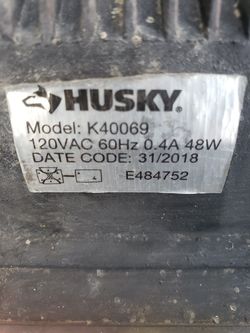 HUSKY
Model: K40069
120VAC 60Hz 0.4A 48W
DATE CODE: 31/2018
E484752